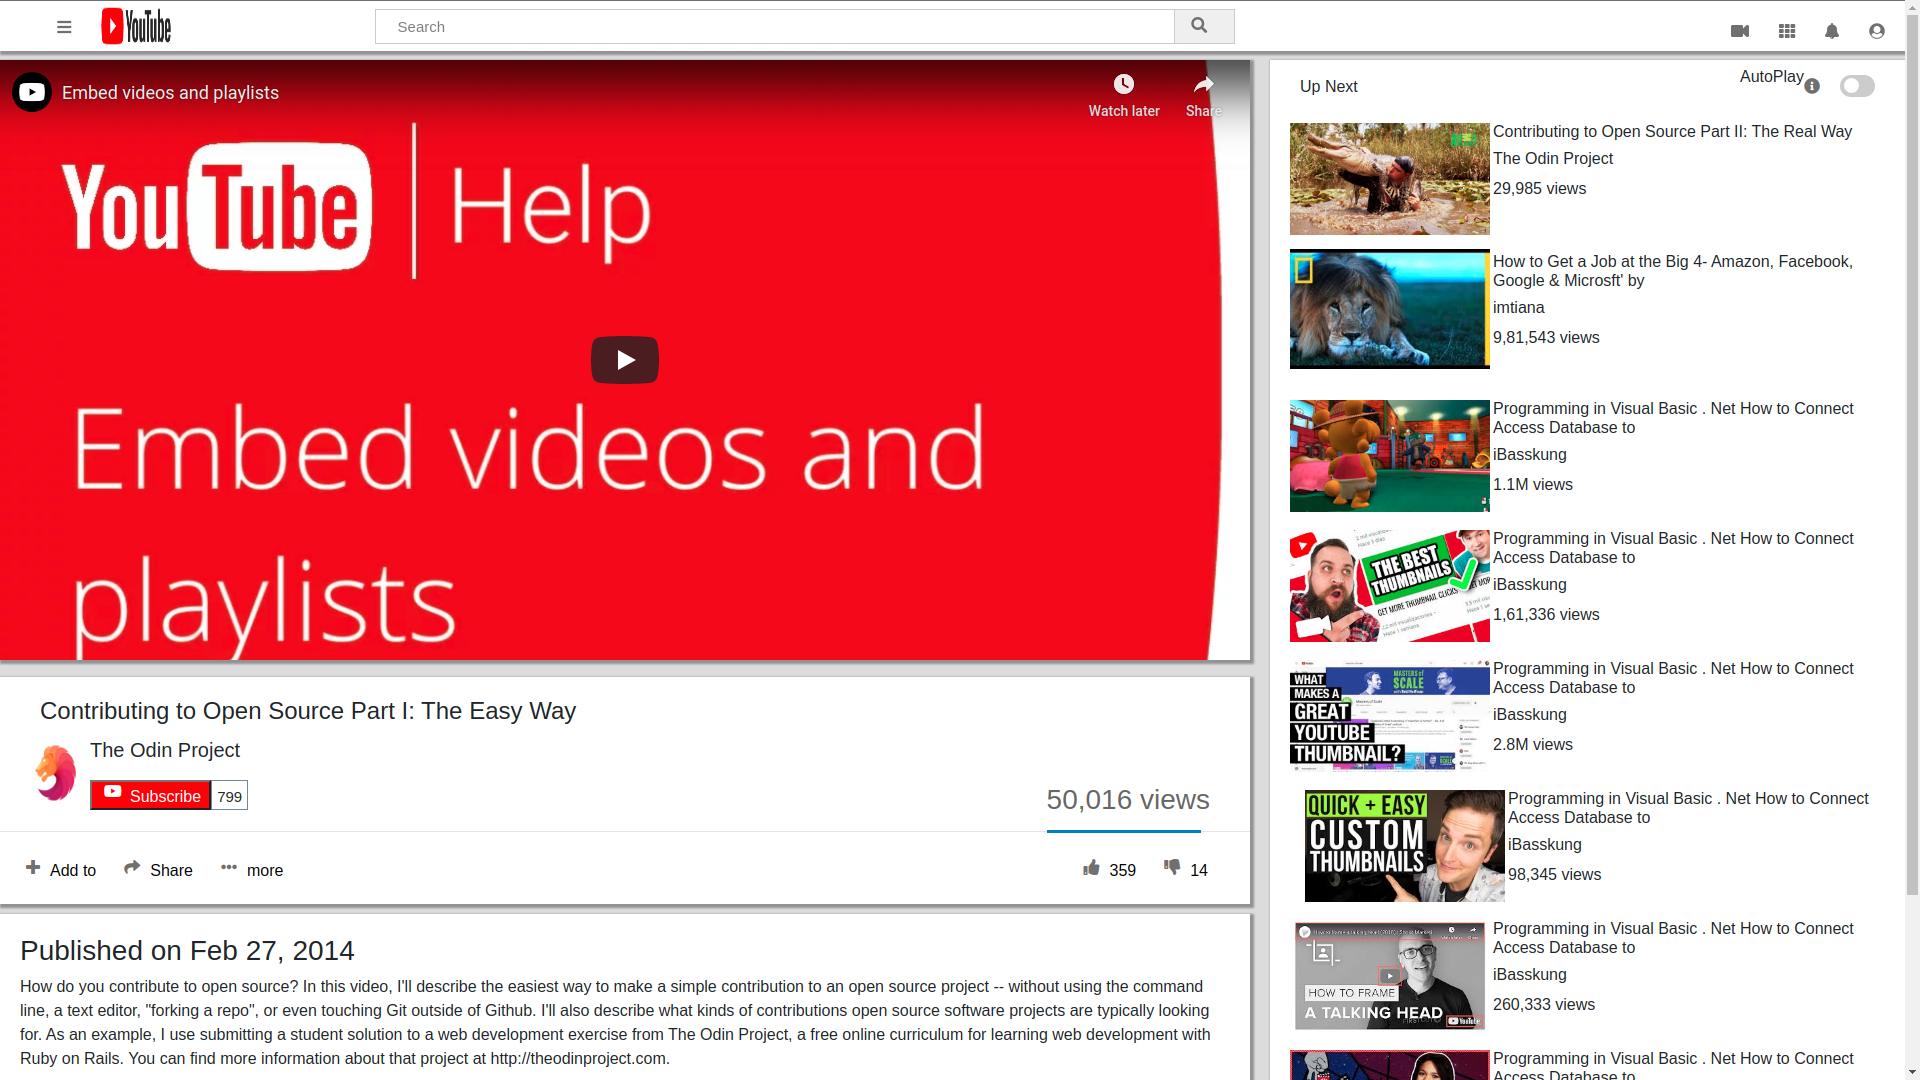 YouTube
Search
Embed videos and playlists
Watch later
Share
YouTube | Help
Embed videos and
playlists
Contributing to Open Source Part I: The Easy Way
The Odin Project
Subscribe 799
50,016 views
Add to
Share
more
359
14
Published on Feb 27, 2014
How do you contribute to open source? In this video, I'll describe the easiest way to make a simple contribution to an open source project -- without using the command
line, a text editor, "forking a repo", or even touching Git outside of Github. I'll also describe what kinds of contributions open source software projects are typically looking
for. As an example, I use submitting a student solution to a web development exercise from The Odin Project, a free online curriculum for learning web development with
Ruby on Rails. You can find more information about that project at http://theodinproject.com.
Up Next
AutoPlay
Contributing to Open Source Part II: The Real Way
The Odin Project
29,985 views
How to Get a Job at the Big 4- Amazon, Facebook,
Google & Microsft' by
imtiana
9,81,543 views
Programming in Visual Basic . Net How to Connect
Access Database to
iBasskung
1.1M views
THE BEST
THUMBNAILS
GET MORE THUMBNAIL CLICKS
Programming in Visual Basic . Net How to Connect
Access Database to
iBasskung
1,61,336 views
MASTERS of
SCALE
WHAT
MAKES A
GREAT
YOUTUBE
THUMBNAIL?
Programming in Visual Basic . Net How to Connect
Access Database to
iBasskung
2.8M views
QUICK + EASY
CUSTOM
THUMBNAILS
Programming in Visual Basic . Net How to Connect
Access Database to
iBasskung
98,345 views
HOW TO FRAME
A TALKING HEAD
YouTube
Programming in Visual Basic . Net How to Connect
Access Database to
iBasskung
260,333 views
Programming in Visual Basic . Net How to Connect
Access Database to